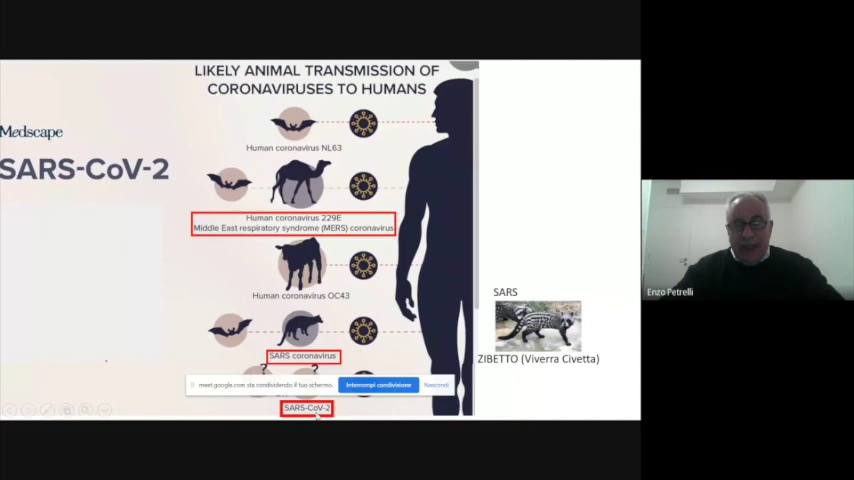 LIKELY ANIMAL TRANSMISSION OF
CORONAVIRUSES TO HUMANS
Medscape
SARS-CoV-2
Human coronavirus NL63
Human coronavirus 229E
Middle East respiratory syndrome (MERS) coronavirus
Human coronavirus OC43
SARS coronavirus
? ?
meet.google.com sta condividendo il tuo schermo.
Interrompi condivisione
Nascondi
SARS-CoV-2
SARS
ZIBETTO (Viverra Civetta)
Enzo Petrelli